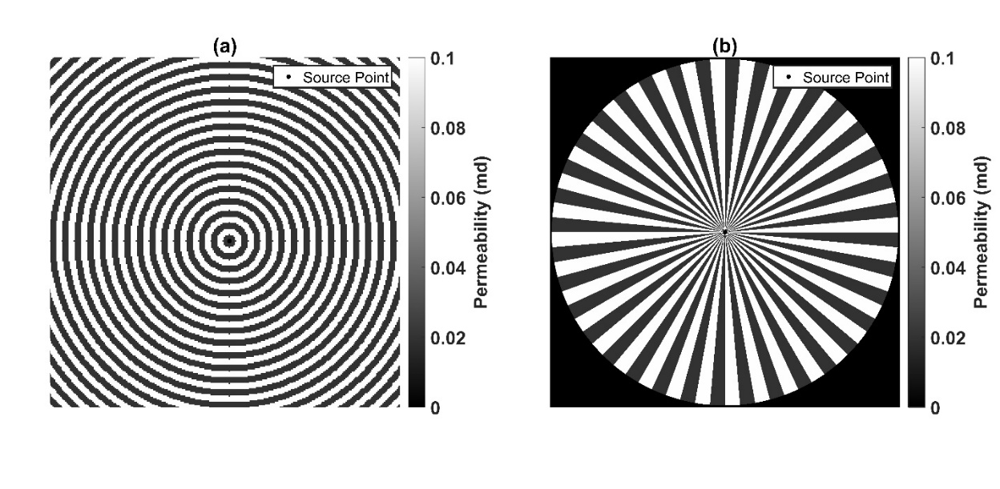 (a)
Source Point
0.1
0.08
0.06
0.04
0.02
0
Permeability (md)
(b)
Source Point
0.1
0.08
0.06
0.04
0.02
0
Permeability (md)